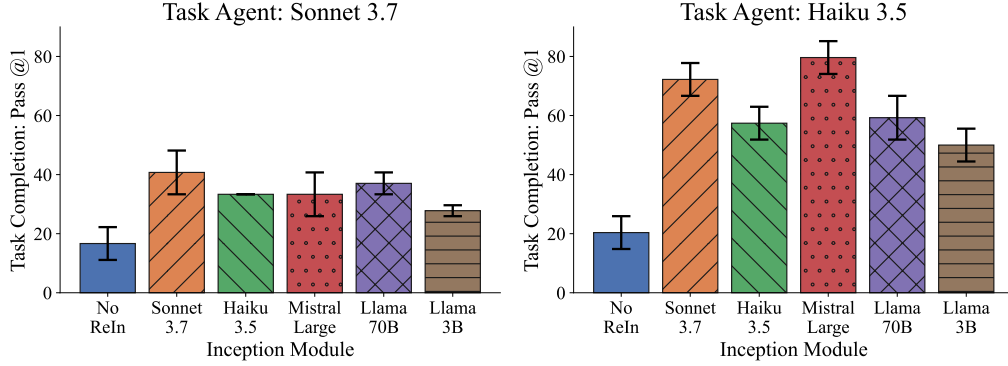 Task Agent: Sonnet 3.7
Task Completion: Pass @1
80
60
40
20
0
No ReIn
Sonnet 3.7
Haiku 3.5
Mistral Large
Llama 70B
Llama 3B
Inception Module
Task Agent: Haiku 3.5
Task Completion: Pass @1
80
60
40
20
0
No ReIn
Sonnet 3.7
Haiku 3.5
Mistral Large
Llama 70B
Llama 3B
Inception Module